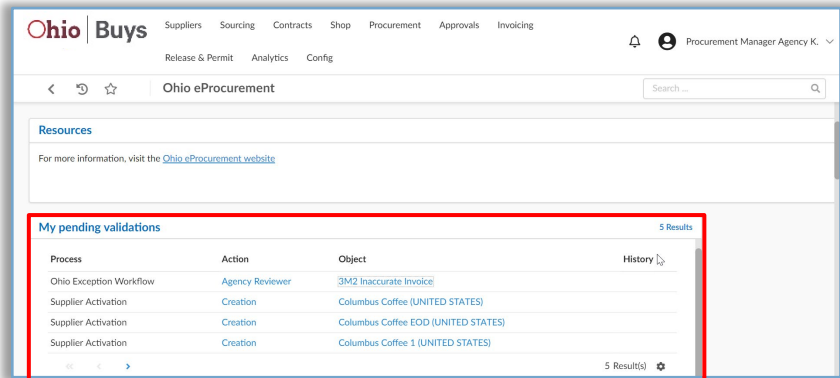 Ohio Buys
Suppliers Sourcing Contracts Shop Procurement Approvals Invoicing
Release & Permit Analytics Config
Procurement Manager Agency K.
Ohio eProcurement
Search ...
Resources
For more information, visit the Ohio eProcurement website
My pending validations
5 Results
Process Action Object History
Ohio Exception Workflow Agency Reviewer 3M2 Inaccurate Invoice
Supplier Activation Creation Columbus Coffee (UNITED STATES)
Supplier Activation Creation Columbus Coffee EOD (UNITED STATES)
Supplier Activation Creation Columbus Coffee 1 (UNITED STATES)
5 Result(s)